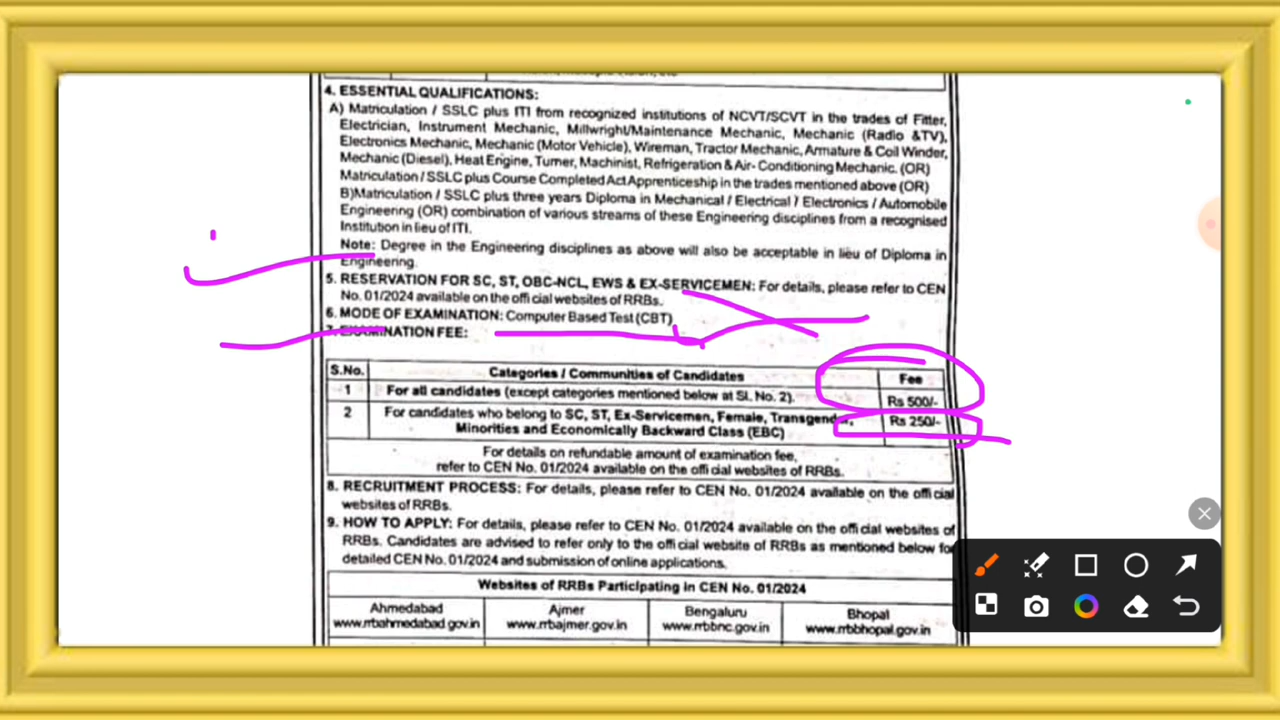 4. ESSENTIAL QUALIFICATIONS:
A) Matriculation / SSLC plus ITI from recognized institutions of NCVT/SCVT in the trades of Fitter,
Electrician, Instrument Mechanic, Millwright/Maintenance Mechanic, Mechanic (Radio &TV),
Electronics Mechanic, Mechanic (Motor Vehicle), Wireman, Tractor Mechanic, Armature & Coil Winder,
Mechanic (Diesel), Heat Engine, Turner, Machinist, Refrigeration & Air- Conditioning Mechanic. (OR)
Matriculation / SSLC plus Course Completed Act Apprenticeship in the trades mentioned above (OR)
B)Matriculation / SSLC plus three years Diploma in Mechanical / Electrical / Electronics / Automobile
Engineering (OR) combination of various streams of these Engineering disciplines from a recognised
Institution in lieu of ITI.
Note: Degree in the Engineering disciplines as above will also be acceptable in lieu of Diploma in
Engineering.
5. RESERVATION FOR SC, ST, OBC-NCL, EWS & EX-SERVICEMEN: For details, please refer to CEN
No. 01/2024 available on the official websites of RRBs.
6. MODE OF EXAMINATION: Computer Based Test (CBT)
7. EXAMINATION FEE:
S.No. Categories / Communities of Candidates Fee
1 For all candidates (except categories mentioned below at Sl. No. 2). Rs 500/-
2 For candidates who belong to SC, ST, Ex-Servicemen, Female, Transgender, Rs 250/-
Minorities and Economically Backward Class (EBC)
For details on refundable amount of examination fee,
refer to CEN No. 01/2024 available on the official websites of RRBs.
8. RECRUITMENT PROCESS: For details, please refer to CEN No. 01/2024 available on the official
websites of RRBs.
9. HOW TO APPLY: For details, please refer to CEN No. 01/2024 available on the official websites of
RRBs. Candidates are advised to refer only to the official website of RRBs as mentioned below for
detailed CEN No. 01/2024 and submission of online applications.
Websites of RRBs Participating in CEN No. 01/2024
Ahmedabad Ajmer Bengaluru Bhopal
www.rrbahmedabad.gov.in www.rrbajmer.gov.in www.rrbbnc.gov.in www.rrbbhopal.gov.in